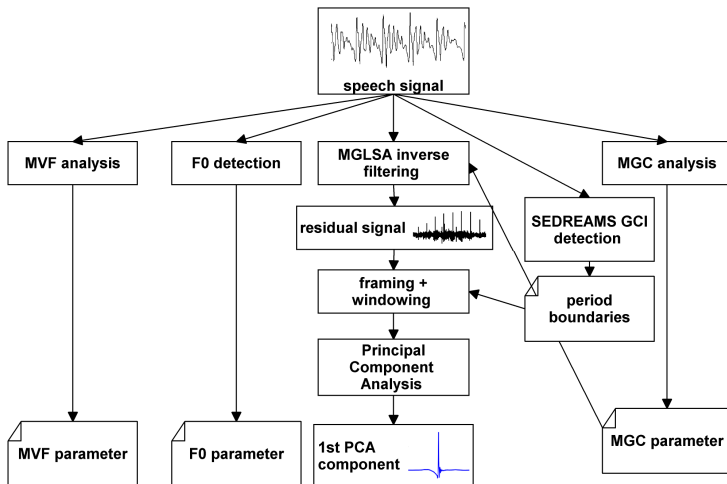 speech signal
MVF analysis
F0 detection
MGLSA inverse
filtering
MGC analysis
residual signal
SEDREAMS GCI
detection
framing +
windowing
period
boundaries
Principal
Component
Analysis
MVF parameter
F0 parameter
1st PCA
component
MGC parameter